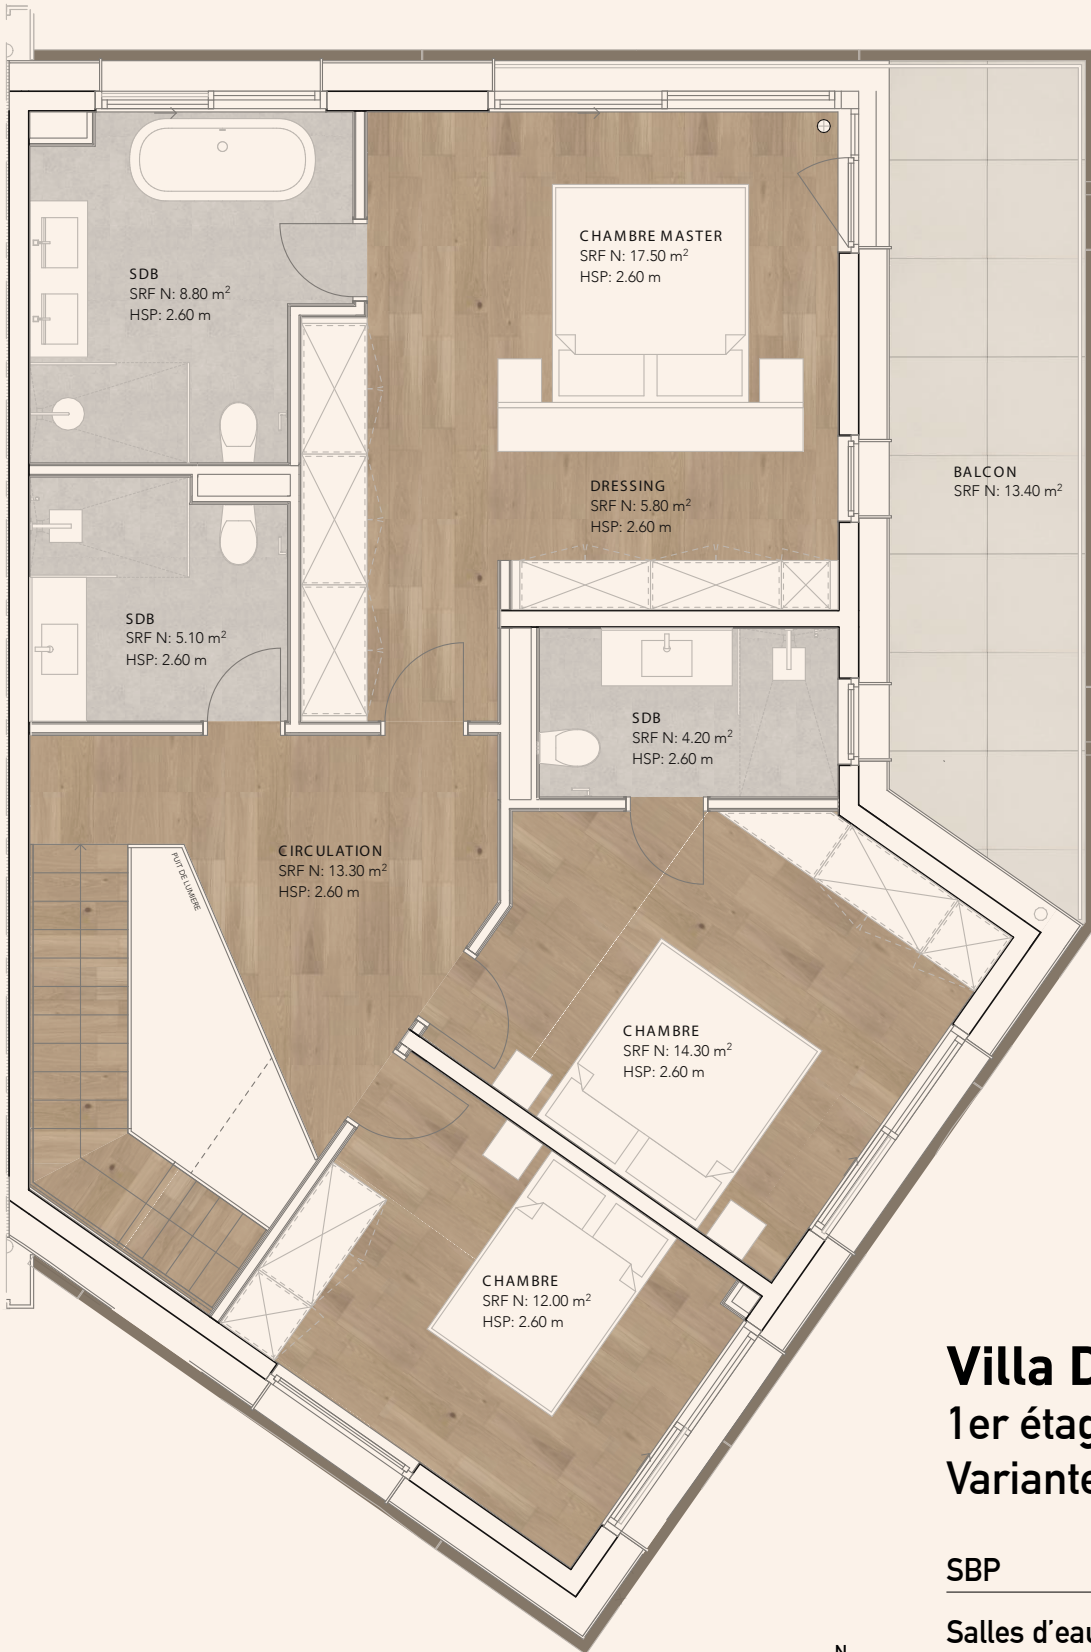 CHAMBRE MASTER
SRF N: 17.50 m²
HSP: 2.60 m
SDB
SRF N: 8.80 m²
HSP: 2.60 m
DRESSING
SRF N: 5.80 m²
HSP: 2.60 m
BALCON
SRF N: 13.40 m²
SDB
SRF N: 5.10 m²
HSP: 2.60 m
SDB
SRF N: 4.20 m²
HSP: 2.60 m
CIRCULATION
SRF N: 13.30 m²
HSP: 2.60 m
PUIT DE LUMIERE
CHAMBRE
SRF N: 14.30 m²
HSP: 2.60 m
CHAMBRE
SRF N: 12.00 m²
HSP: 2.60 m
Villa
1er
Variante
SBP
Salles
N